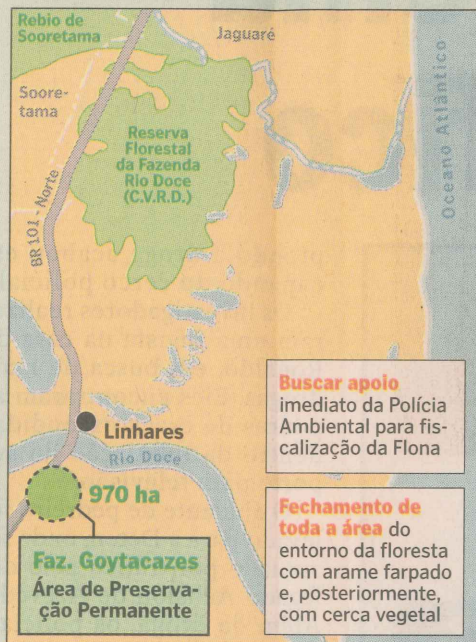 Rebio de
Sooretama
Jaguaré
Soore-
tama
Reserva
Florestal
da Fazenda
Rio Doce
(C.V.R.D.)
Oceano Atlântico
BR 101 - Norte
Linhares
Rio Doce
970 ha
Faz. Goytacazes
Área de Preserva-
ção Permanente
Buscar apoio
imediato da Polícia
Ambiental para fis-
calização da Flona
Fechamento de
toda a área do
entorno da floresta
com arame farpado
e, posteriormente,
com cerca vegetal